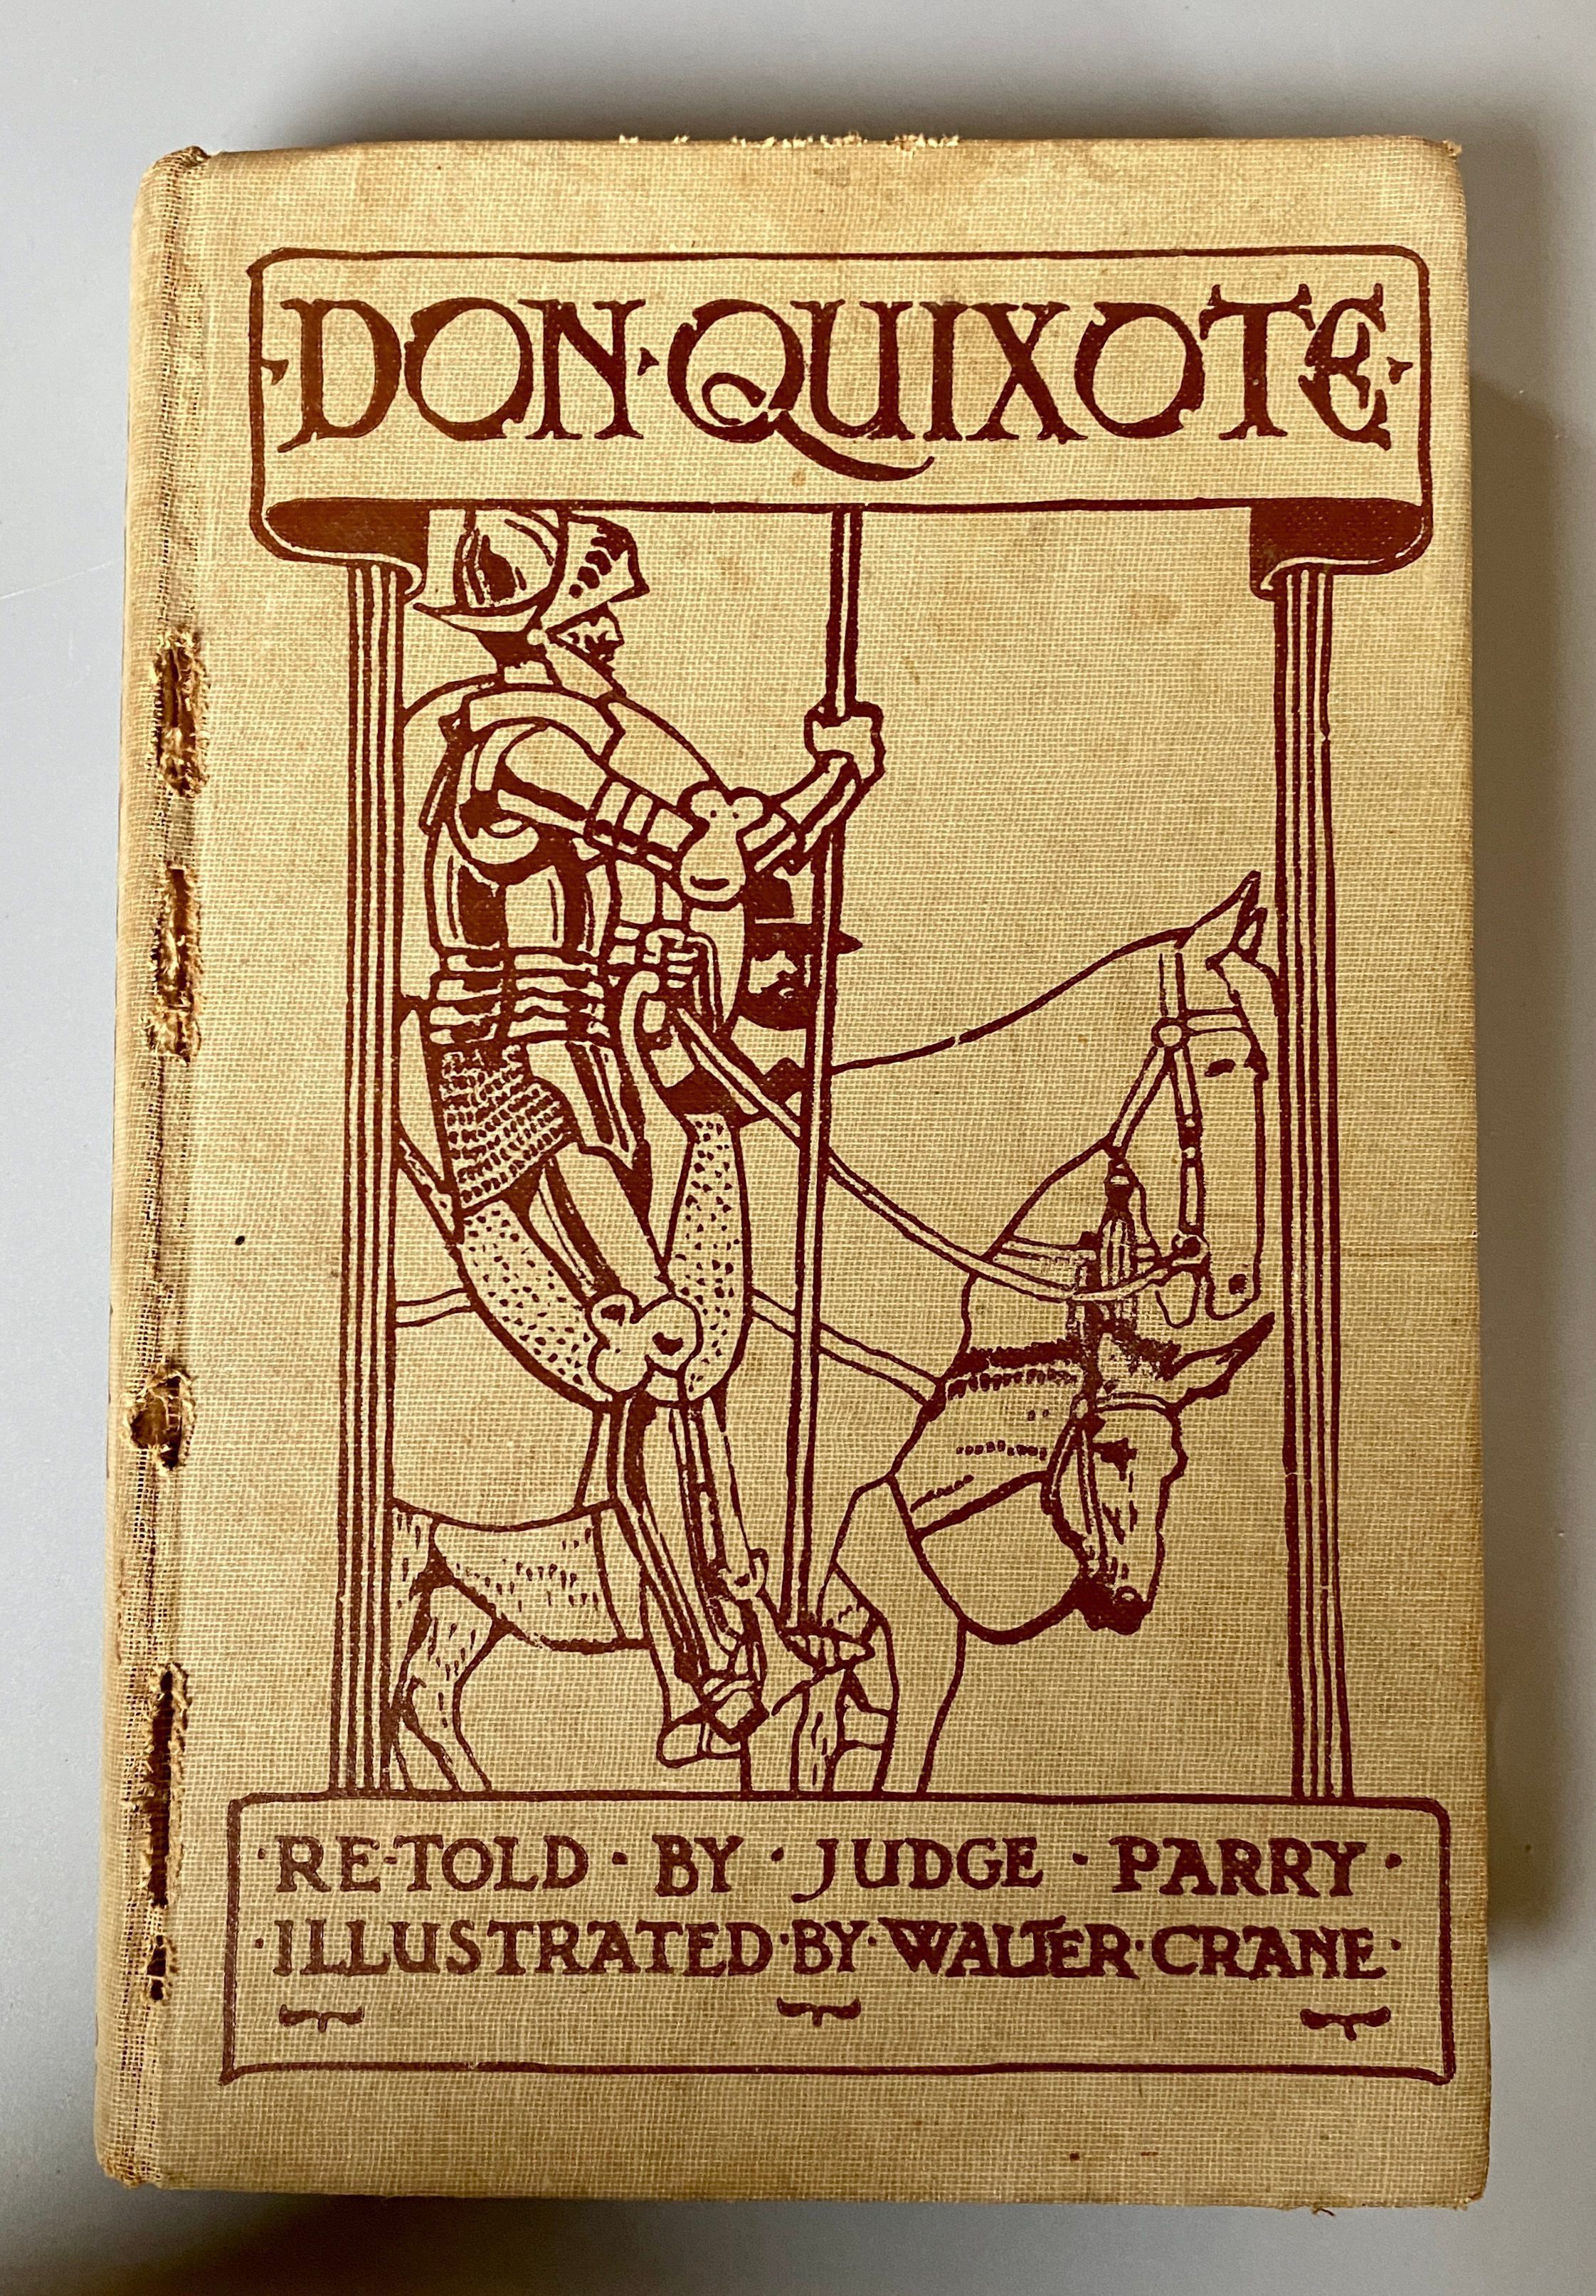 ·DON·QUIXOTE·
·RE-TOLD·BY·JUDGE·PARRY·
·ILLUSTRATED·BY·WALTER·CRANE·